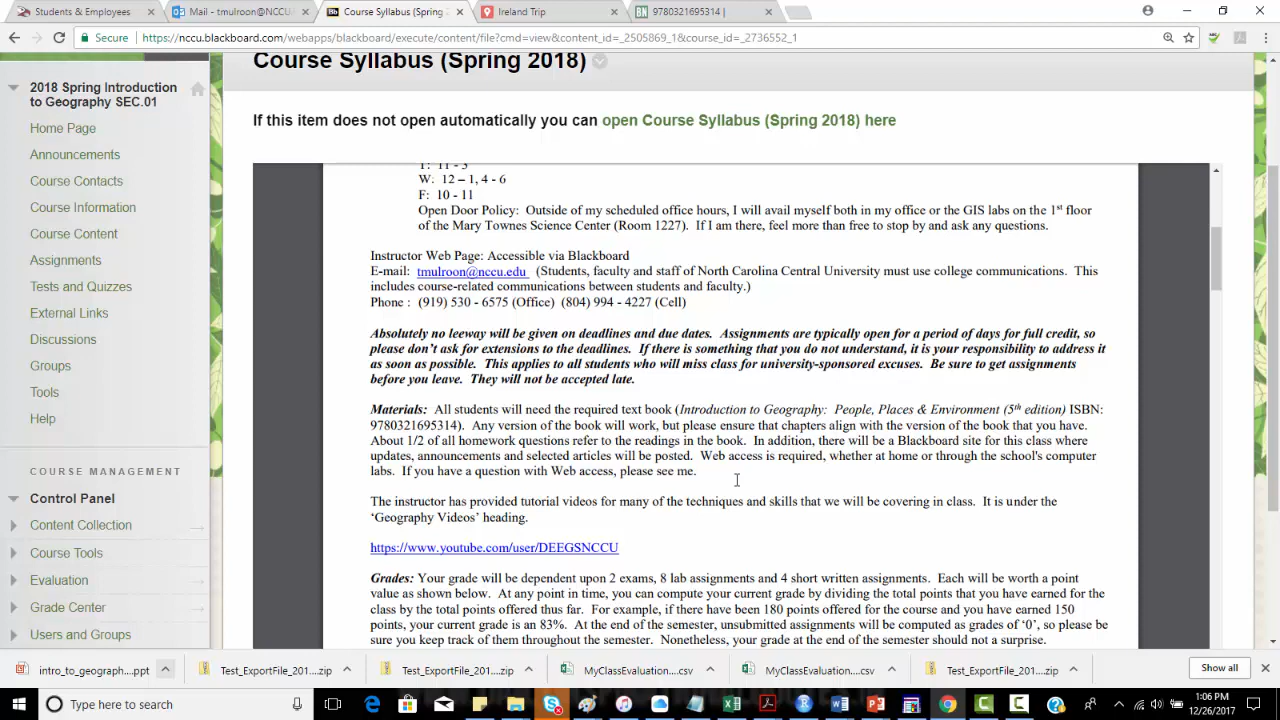 Students & Employees
Mail - tmulroon@NCCU
Course Syllabus (Spring
Ireland Trip
9780321695314 |
Secure
https://nccu.blackboard.com/webapps/blackboard/execute/content/file?cmd=view&content_id=_2505869_1&course_id=_2736552_1
2018 Spring Introduction
to Geography SEC.01
Home Page
Announcements
Course Contacts
Course Information
Course Content
Assignments
Tests and Quizzes
External Links
Discussions
Groups
Tools
Help
COURSE MANAGEMENT
Control Panel
Content Collection
Course Tools
Evaluation
Grade Center
Users and Groups
Course Syllabus (Spring 2018)
If this item does not open automatically you can open Course Syllabus (Spring 2018) here
T: 11 - 3
W: 12 – 1, 4 - 6
F: 10 - 11
Open Door Policy: Outside of my scheduled office hours, I will avail myself both in my office or the GIS labs on the 1st floor
of the Mary Townes Science Center (Room 1227). If I am there, feel more than free to stop by and ask any questions.
Instructor Web Page: Accessible via Blackboard
E-mail: tmulroon@nccu.edu (Students, faculty and staff of North Carolina Central University must use college communications. This
includes course-related communications between students and faculty.)
Phone : (919) 530 - 6575 (Office) (804) 994 - 4227 (Cell)
Absolutely no leeway will be given on deadlines and due dates. Assignments are typically open for a period of days for full credit, so
please don't ask for extensions to the deadlines. If there is something that you do not understand, it is your responsibility to address it
as soon as possible. This applies to all students who will miss class for university-sponsored excuses. Be sure to get assignments
before you leave. They will not be accepted late.
Materials: All students will need the required text book (Introduction to Geography: People, Places & Environment (5th edition) ISBN:
9780321695314). Any version of the book will work, but please ensure that chapters align with the version of the book that you have.
About 1/2 of all homework questions refer to the readings in the book. In addition, there will be a Blackboard site for this class where
updates, announcements and selected articles will be posted. Web access is required, whether at home or through the school's computer
labs. If you have a question with Web access, please see me.
The instructor has provided tutorial videos for many of the techniques and skills that we will be covering in class. It is under the
'Geography Videos' heading.
https://www.youtube.com/user/DEEGSNCCU
Grades: Your grade will be dependent upon 2 exams, 8 lab assignments and 4 short written assignments. Each will be worth a point
value as shown below. At any point in time, you can compute your current grade by dividing the total points that you have earned for the
class by the total points offered thus far. For example, if there have been 180 points offered for the course and you have earned 150
points, your current grade is an 83%. At the end of the semester, unsubmitted assignments will be computed as grades of '0', so please be
sure you keep track of them throughout the semester. Nonetheless, your grade at the end of the semester should not a surprise.
intro_to_geograph....ppt
Test_ExportFile_201....zip
Test_ExportFile_201....zip
MyClassEvaluation....csv
MyClassEvaluation....csv
Test_ExportFile_201....zip
Show all
Type here to search
1:06 PM
12/26/2017